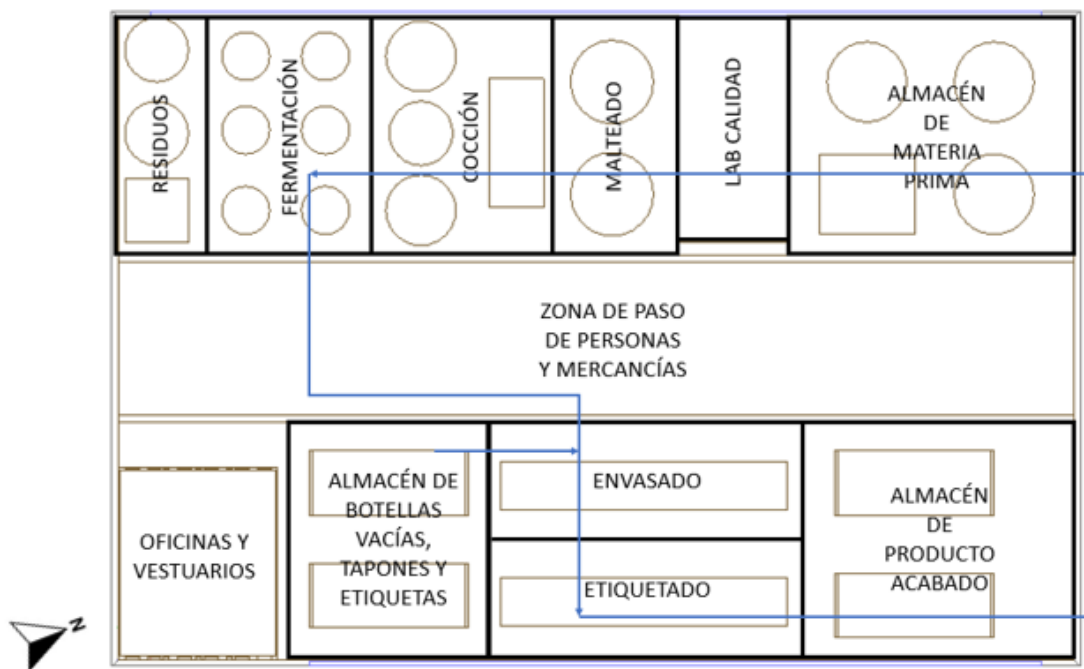 RESIDUOS
FERMENTACIÓN
COCCIÓN
MALTEADO
LAB CALIDAD
ALMACÉN
DE
MATERIA
PRIMA
ZONA DE PASO
DE PERSONAS
Y MERCANCÍAS
OFICINAS Y
VESTUARIOS
ALMACÉN DE
BOTELLAS
VACÍAS,
TAPONES Y
ETIQUETAS
ENVASADO
ETIQUETADO
ALMACÉN
DE
PRODUCTO
ACABADO
N